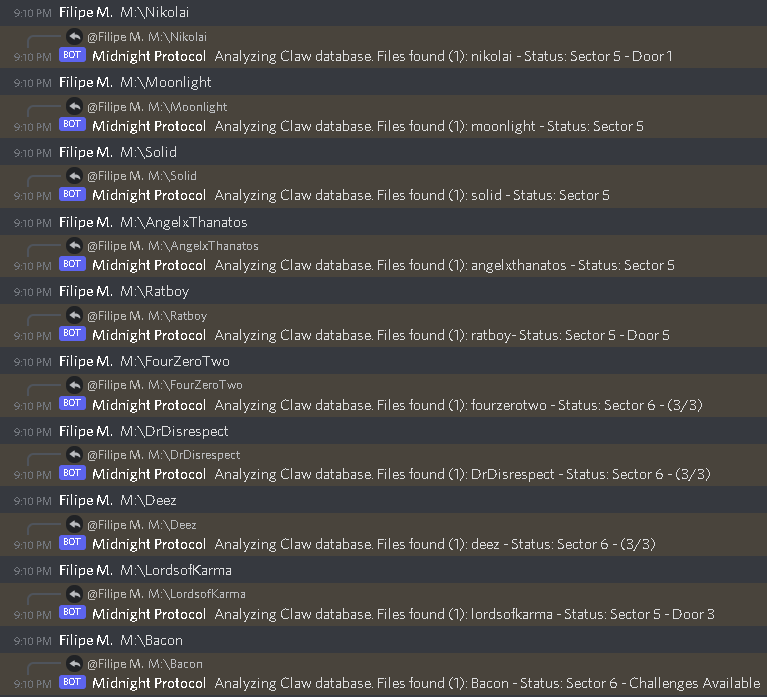 9:10 PM Filipe M. M:\Nikolai
@Filipe M. M:\Nikolai
9:10 PM BOT Midnight Protocol Analyzing Claw database. Files found (1): nikolai - Status: Sector 5 - Door 1
9:10 PM Filipe M. M:\Moonlight
@Filipe M. M:\Moonlight
9:10 PM BOT Midnight Protocol Analyzing Claw database. Files found (1): moonlight - Status: Sector 5
9:10 PM Filipe M. M:\Solid
@Filipe M. M:\Solid
9:10 PM BOT Midnight Protocol Analyzing Claw database. Files found (1): solid - Status: Sector 5
9:10 PM Filipe M. M:\AngelxThanatos
@Filipe M. M:\AngelxThanatos
9:10 PM BOT Midnight Protocol Analyzing Claw database. Files found (1): angelxthanatos - Status: Sector 5
9:10 PM Filipe M. M:\Ratboy
@Filipe M. M:\Ratboy
9:10 PM BOT Midnight Protocol Analyzing Claw database. Files found (1): ratboy- Status: Sector 5 - Door 5
9:10 PM Filipe M. M:\FourZeroTwo
@Filipe M. M:\FourZeroTwo
9:10 PM BOT Midnight Protocol Analyzing Claw database. Files found (1): fourzerotwo - Status: Sector 6 - (3/3)
9:10 PM Filipe M. M:\DrDisrespect
@Filipe M. M:\DrDisrespect
9:10 PM BOT Midnight Protocol Analyzing Claw database. Files found (1): DrDisrespect - Status: Sector 6 - (3/3)
9:10 PM Filipe M. M:\Deez
@Filipe M. M:\Deez
9:10 PM BOT Midnight Protocol Analyzing Claw database. Files found (1): deez - Status: Sector 6 - (3/3)
9:10 PM Filipe M. M:\LordsofKarma
@Filipe M. M:\LordsofKarma
9:10 PM BOT Midnight Protocol Analyzing Claw database. Files found (1): lordsofkarma - Status: Sector 5 - Door 3
9:10 PM Filipe M. M:\Bacon
@Filipe M. M:\Bacon
9:10 PM BOT Midnight Protocol Analyzing Claw database. Files found (1): Bacon - Status: Sector 6 - Challenges Available